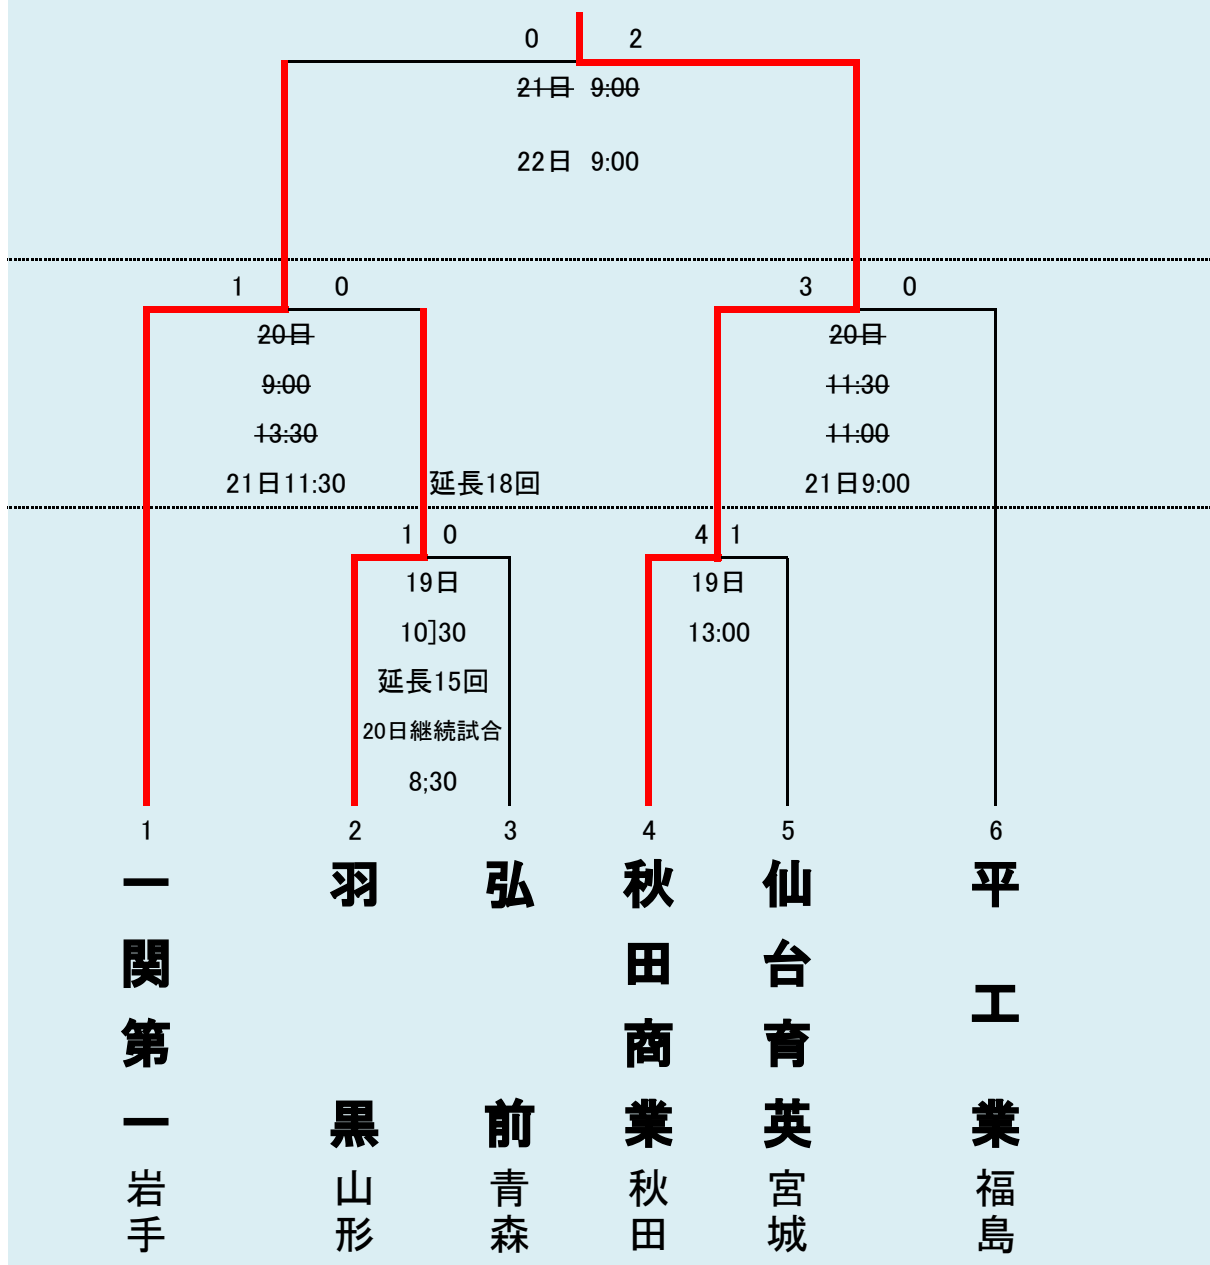 0 2
21日 9:00
22日 9:00
1 0
3 0
20日
20日
9:00
11:30
13:30
11:00
21日11:30
延長18回
21日9:00
1 0
4 1
19日
19日
10]30
13:00
延長15回
20日継続試合
8;30
1 2 3 4 5 6
一関第一
羽黒
弘前
秋田商業
仙台育英
平工業
岩手
山形
青森
秋田
宮城
福島